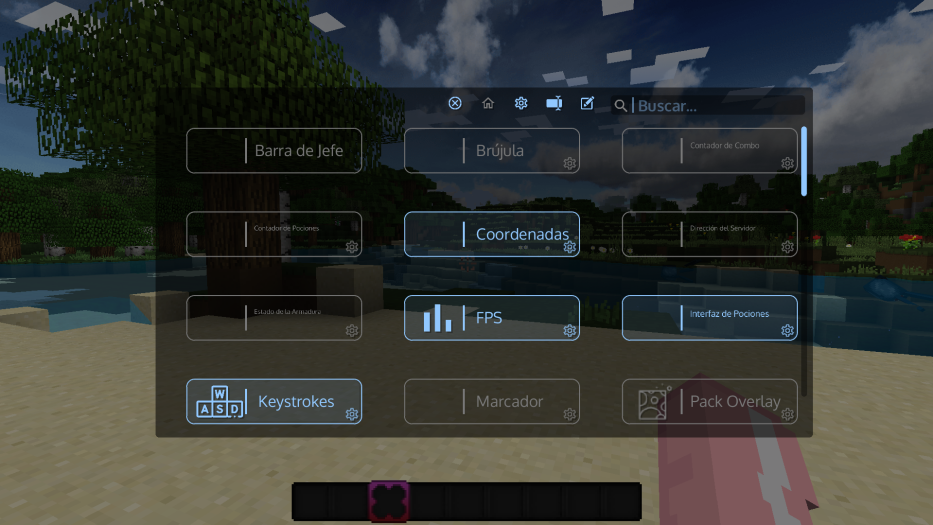 Buscar...
Barra de Jefe
Brújula
Contador de Combo
Contador de Pociones
Coordenadas
Dirección del Servidor
Estado de la Armadura
FPS
Interfaz de Pociones
W
A S D
Keystrokes
Marcador
Pack Overlay